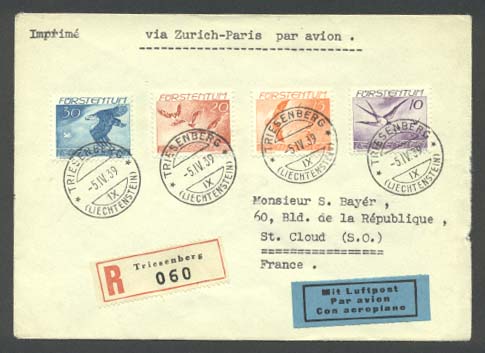 Imprimé via Zurich-Paris par avion .
30 FÜRSTENTUM
FÜRSTENTUM 20
FÜRSTENTUM
FÜRSTENTUM 10
TRIESENBERG
-5.IV.39
IX
(LIECHTENSTEIN)
TRIESENBERG
-5.IV.39
IX
(LIECHTENSTEIN)
TRIESENBERG
-5.IV.39
IX
(LIECHTENSTEIN)
TRIESENBERG
-5.IV.39
IX
(LIECHTENSTEIN)
Monsieur S. Bayér ,
60, Bld. de la République ,
St. Cloud (S.O.)
France .
R Triesenberg
060
Mit Luftpost
Par avion
Con aeroplano